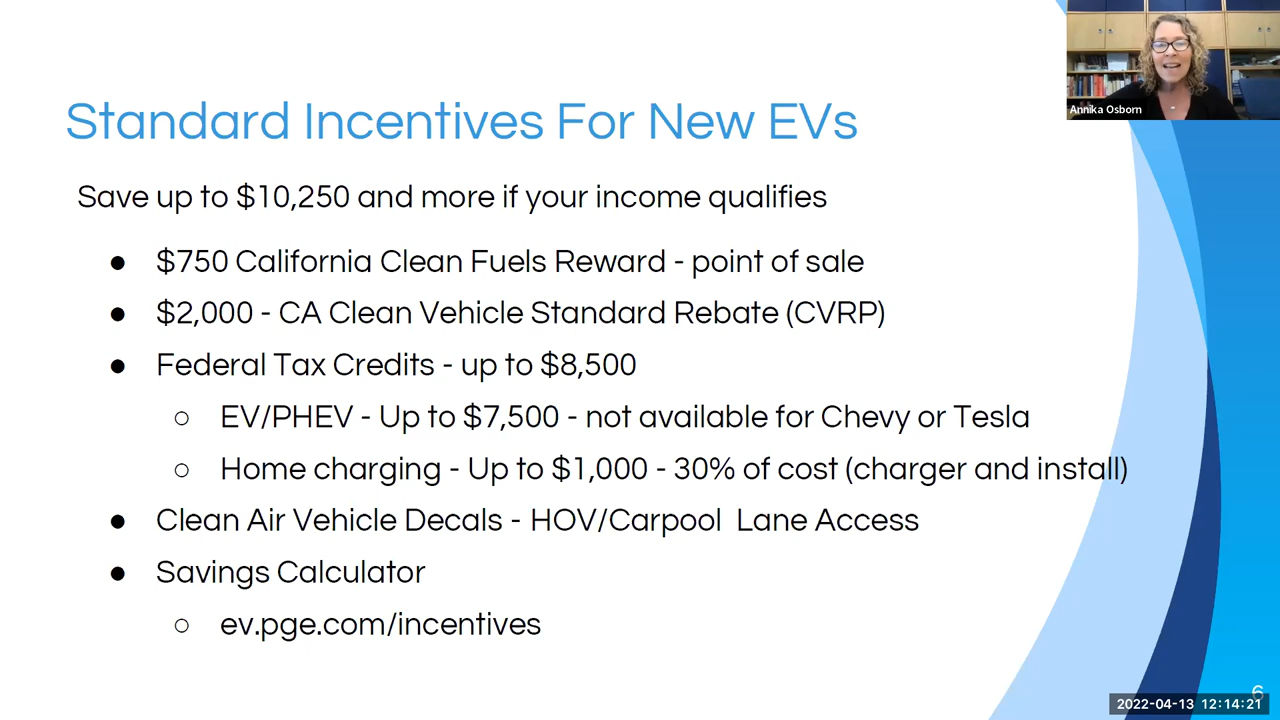 Annika Osborn
Standard Incentives For New EVs
Save up to $10,250 and more if your income qualifies
● $750 California Clean Fuels Reward - point of sale
● $2,000 - CA Clean Vehicle Standard Rebate (CVRP)
● Federal Tax Credits - up to $8,500
○ EV/PHEV - Up to $7,500 - not available for Chevy or Tesla
○ Home charging - Up to $1,000 - 30% of cost (charger and install)
● Clean Air Vehicle Decals - HOV/Carpool Lane Access
● Savings Calculator
○ ev.pge.com/incentives
6
2022-04-13 12:14:21